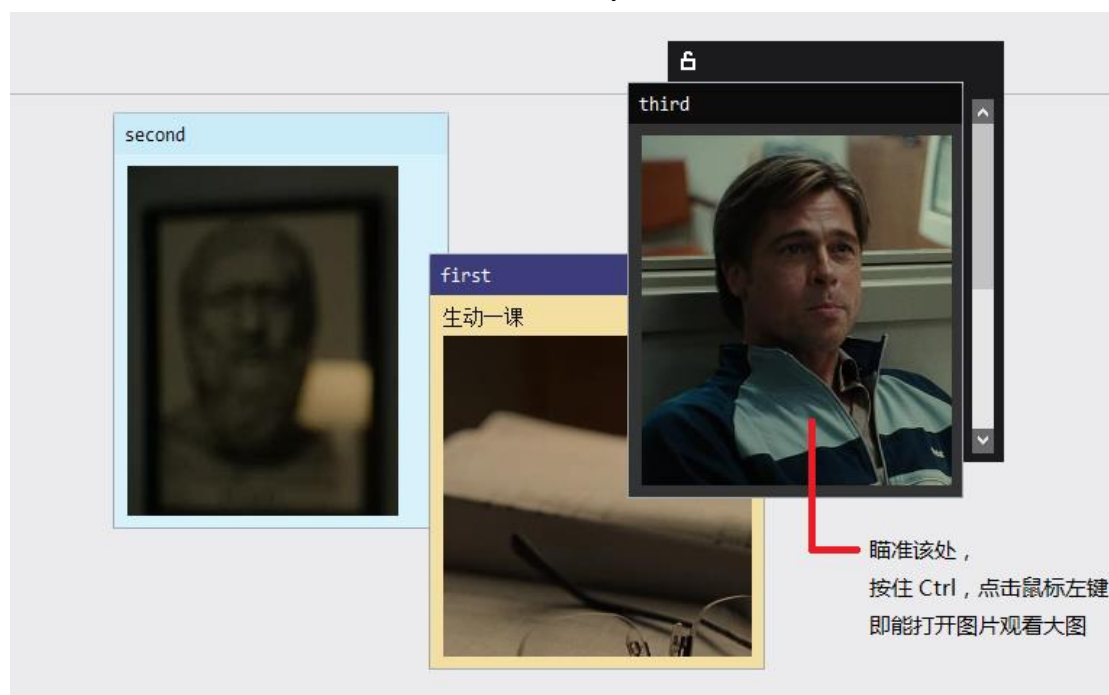 third
second
first
生动一课
瞄准该处，
按住 Ctrl，点击鼠标左键
即能打开图片观看大图